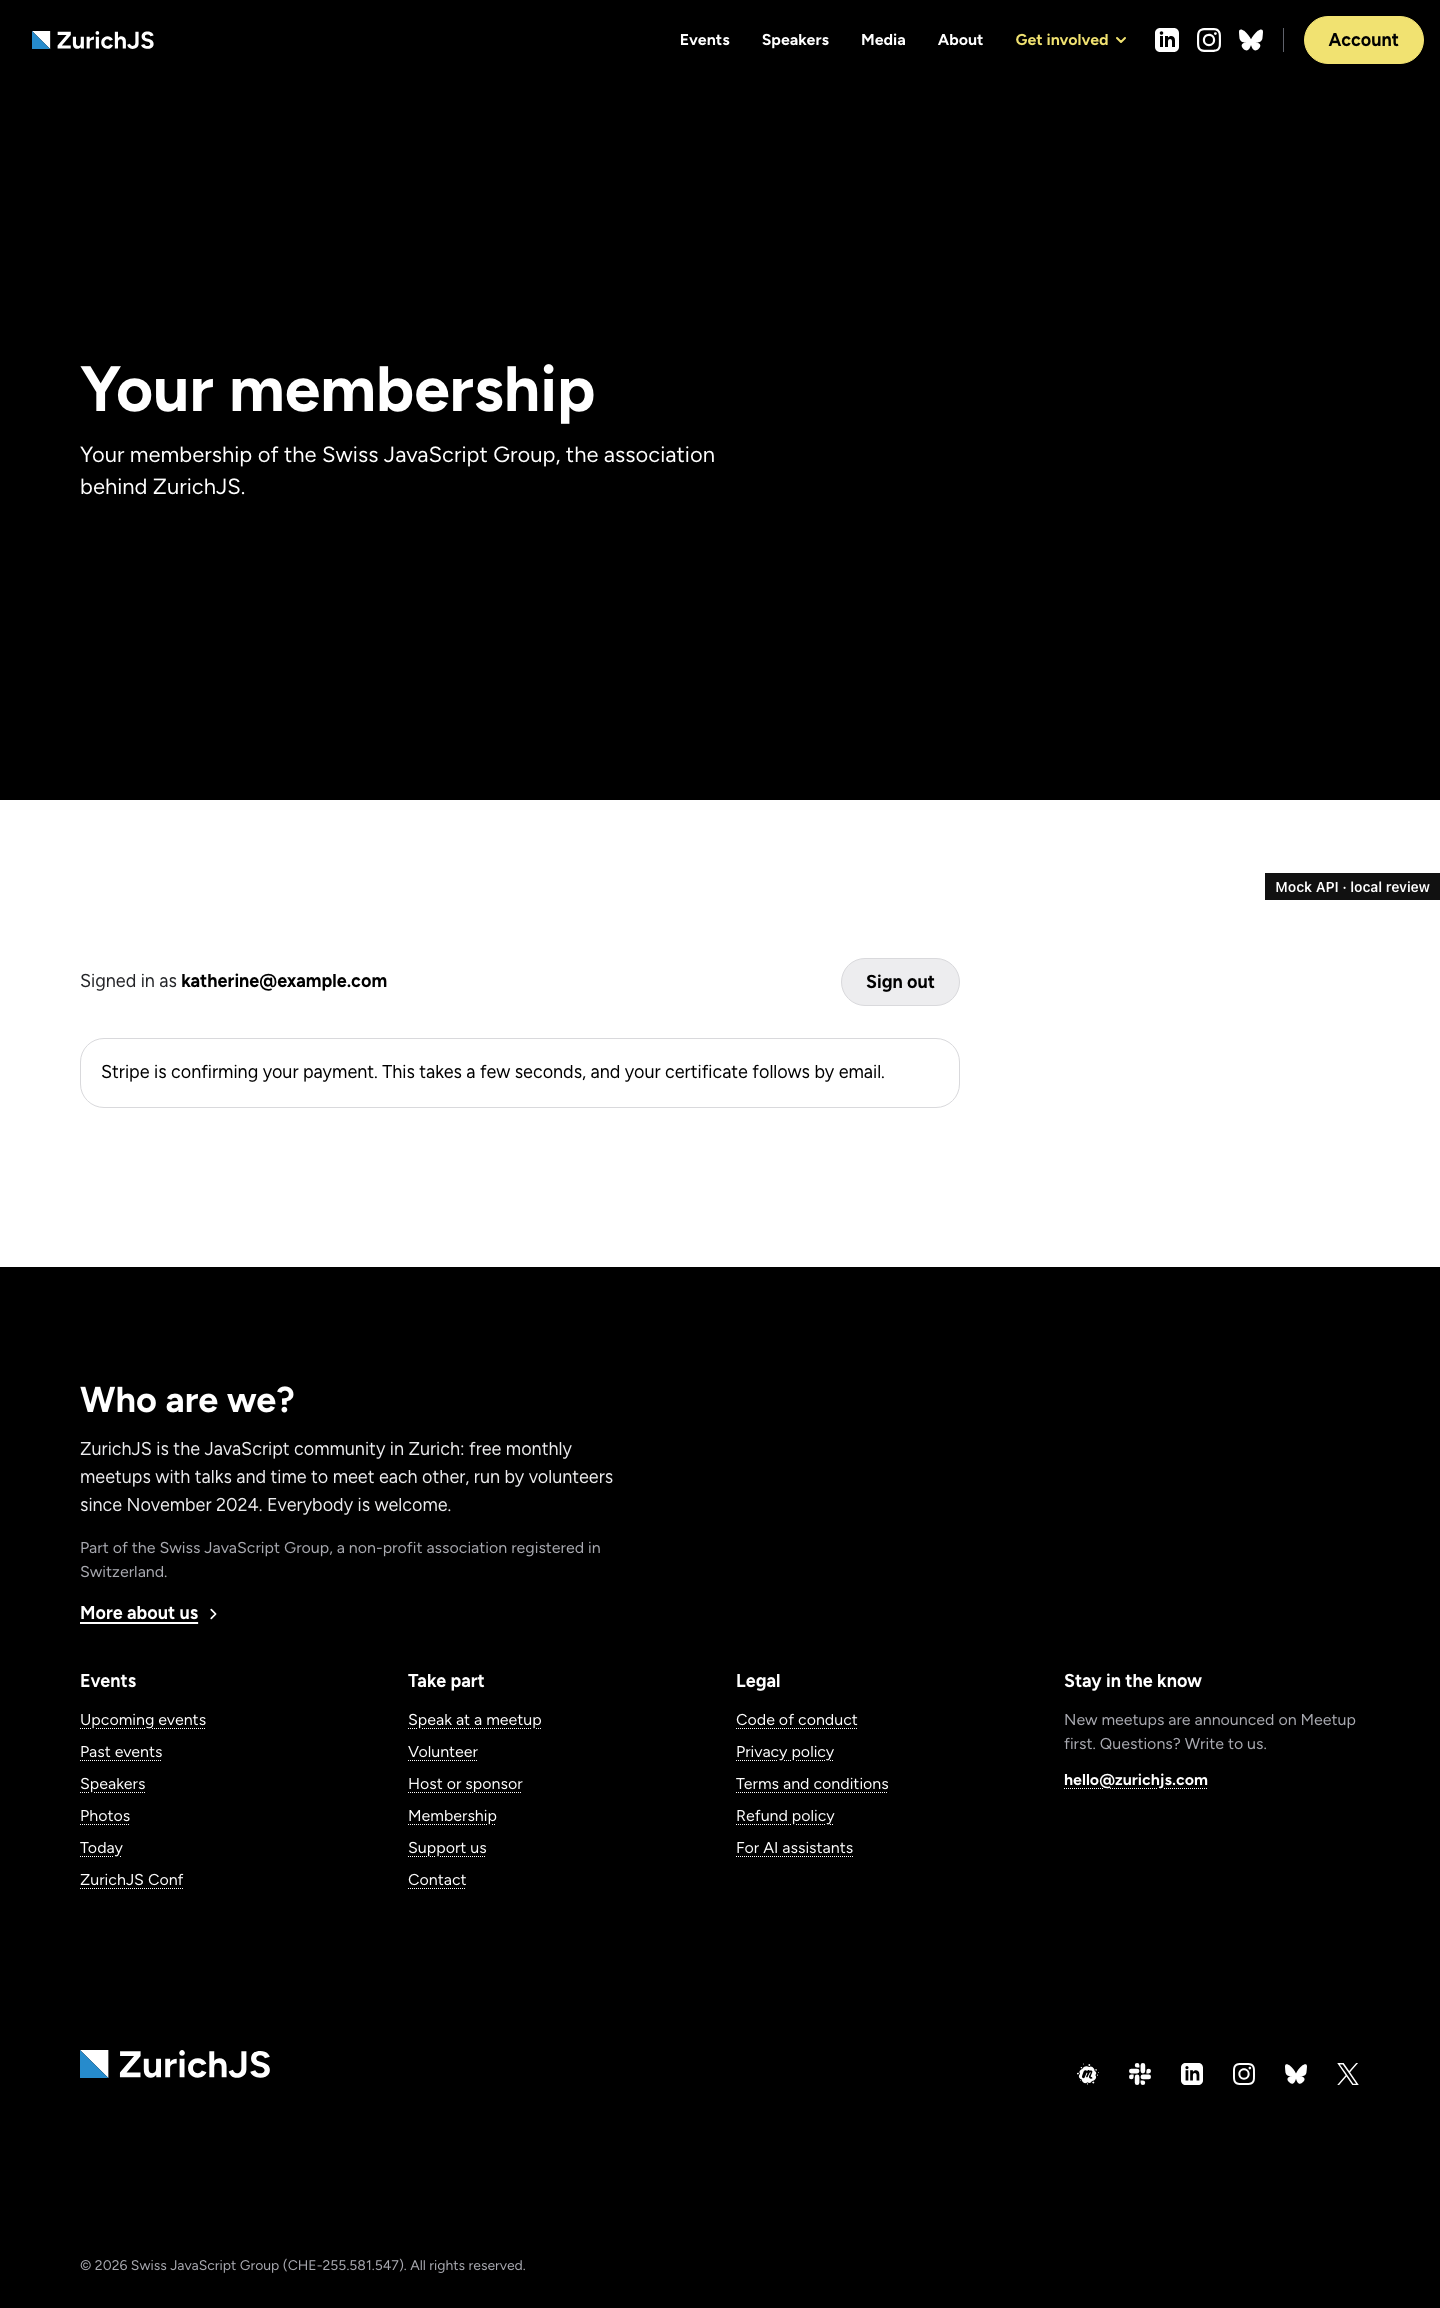 ZurichJS
Events
Speakers
Media
About
Get involved
Account
Your membership
Your membership of the Swiss JavaScript Group, the association
behind ZurichJS.
Mock API · local review
Signed in as katherine@example.com
Sign out
Stripe is confirming your payment. This takes a few seconds, and your certificate follows by email.
Who are we?
ZurichJS is the JavaScript community in Zurich: free monthly
meetups with talks and time to meet each other, run by volunteers
since November 2024. Everybody is welcome.
Part of the Swiss JavaScript Group, a non-profit association registered in
Switzerland.
More about us
Events
Upcoming events
Past events
Speakers
Photos
Today
ZurichJS Conf
Take part
Speak at a meetup
Volunteer
Host or sponsor
Membership
Support us
Contact
Legal
Code of conduct
Privacy policy
Terms and conditions
Refund policy
For AI assistants
Stay in the know
New meetups are announced on Meetup
first. Questions? Write to us.
hello@zurichjs.com
ZurichJS
© 2026 Swiss JavaScript Group (CHE-255.581.547). All rights reserved.